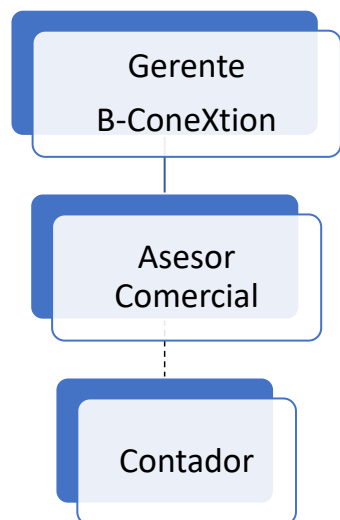 Gerente
B-ConeXtion
Asesor
Comercial
Contador